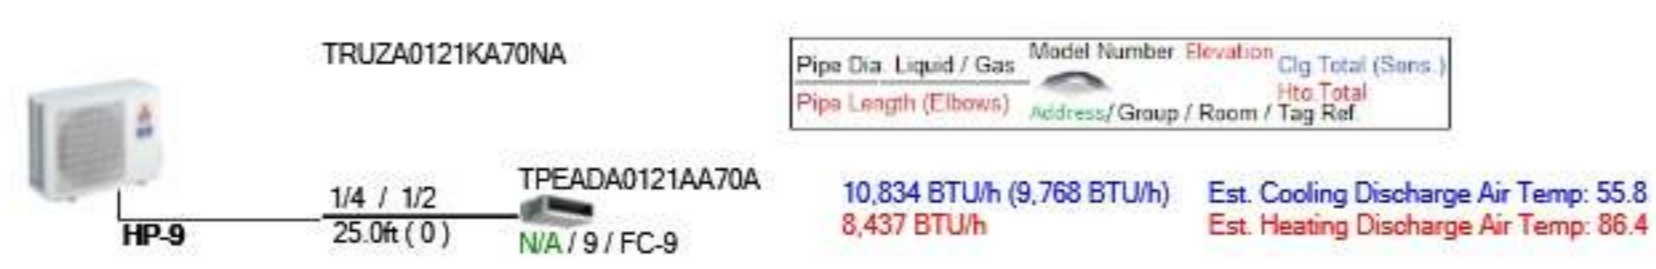 TRUZA0121KA70NA
Pipe Dia. Liquid / Gas
Pipe Length (Elbows)
Model Number Elevation
Clg Total (Sens.)
Htg Total
Address/ Group / Room / Tag Ref.
HP-9
1/4 / 1/2
25.0ft ( 0 )
TPEADA0121AA70A
N/A / 9 / FC-9
10,834 BTU/h (9,768 BTU/h)
8,437 BTU/h
Est. Cooling Discharge Air Temp: 55.8
Est. Heating Discharge Air Temp: 86.4